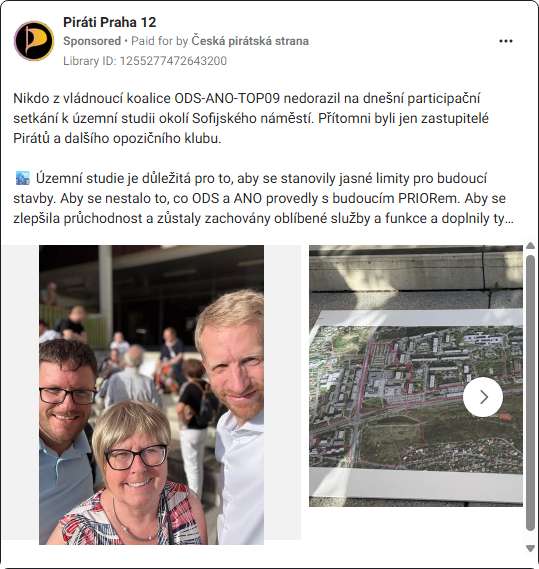 Piráti Praha 12
Sponsored • Paid for by Česká pirátská strana
Library ID: 1255277472643200
Nikdo z vládnoucí koalice ODS-ANO-TOP09 nedorazil na dnešní participační
setkání k územní studii okolí Sofijského náměstí. Přítomni byli jen zastupitelé
Pirátů a dalšího opozičního klubu.
Územní studie je důležitá pro to, aby se stanovily jasné limity pro budoucí
stavby. Aby se nestalo to, co ODS a ANO provedly s budoucím PRIORem. Aby se
zlepšila průchodnost a zůstaly zachovány oblíbené služby a funkce a doplnily ty…